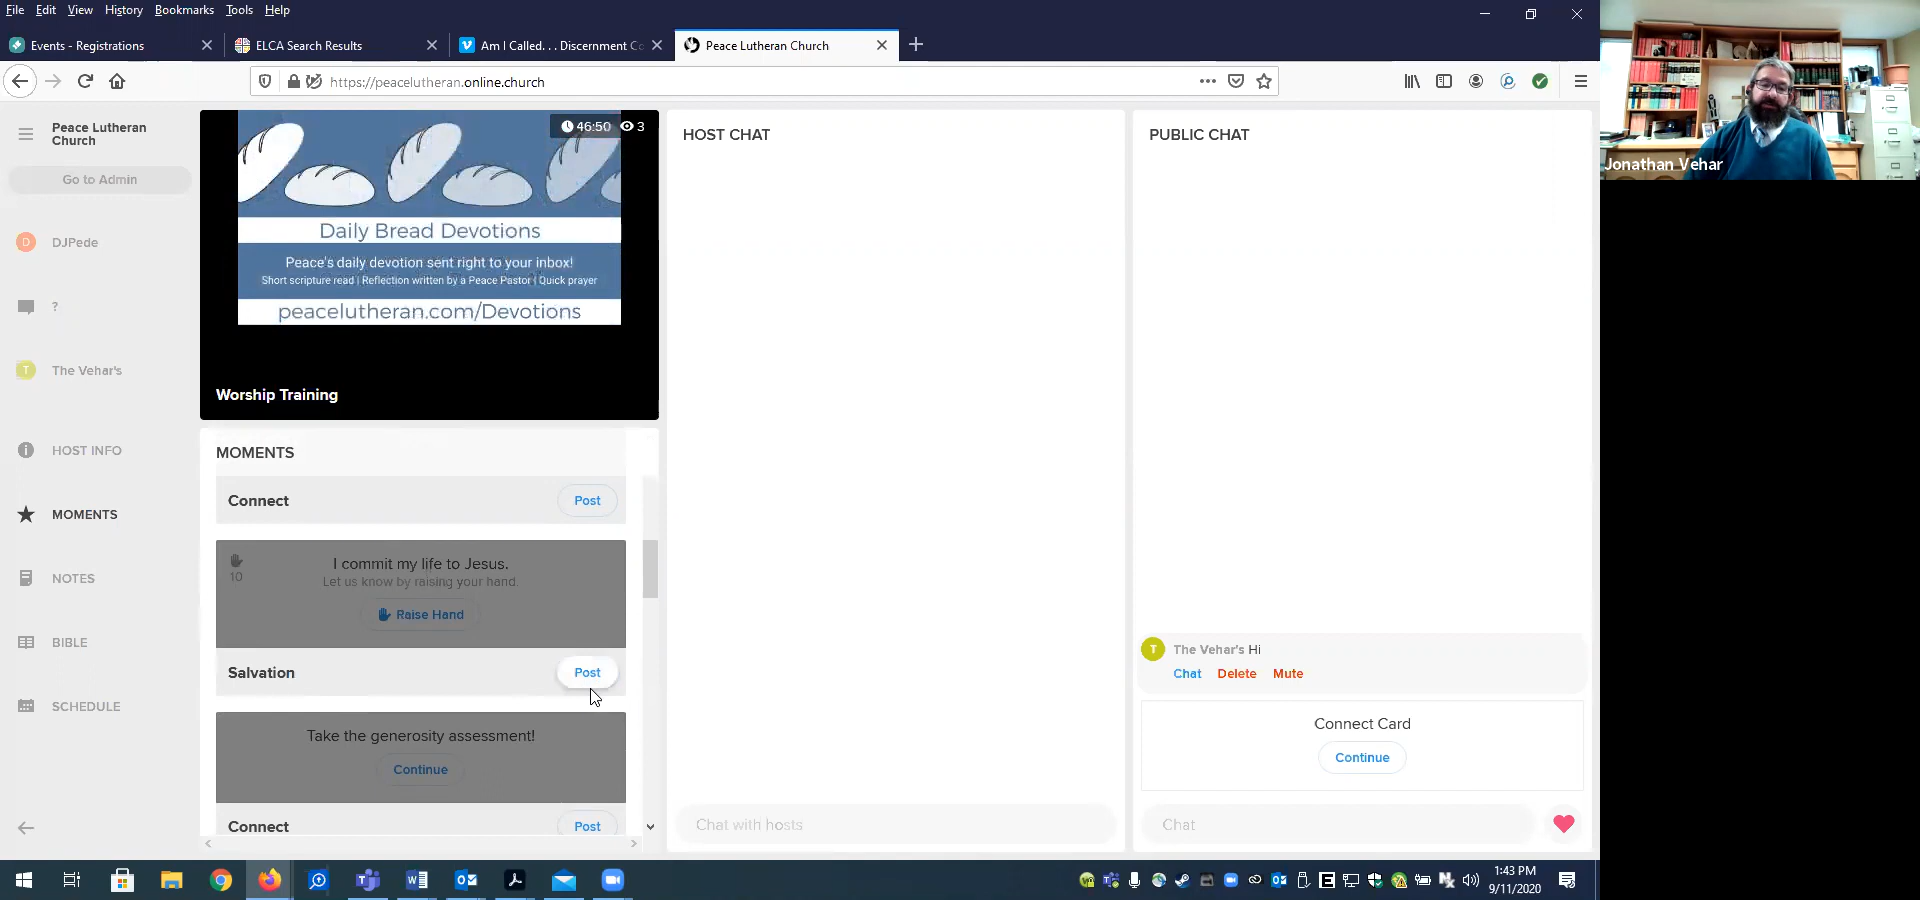 File Edit View History Bookmarks Tools Help
Events - Registrations
ELCA Search Results
Am I Called. . . Discernment Co
Peace Lutheran Church
https://peacelutheran.online.church
Peace Lutheran
Church
Go to Admin
DJPede
?
The Vehar's
HOST INFO
MOMENTS
NOTES
BIBLE
SCHEDULE
46:50 3
Daily Bread Devotions
Peace's daily devotion sent right to your inbox!
Short scripture read | Reflection written by a Peace Pastor | Quick prayer
peacelutheran.com/Devotions
Worship Training
MOMENTS
Connect Post
10
I commit my life to Jesus.
Let us know by raising your hand.
Raise Hand
Salvation Post
Take the generosity assessment!
Continue
Connect Post
HOST CHAT
Chat with hosts
PUBLIC CHAT
T The Vehar's Hi
Chat Delete Mute
Connect Card
Continue
Chat
Jonathan Vehar
1:43 PM
9/11/2020